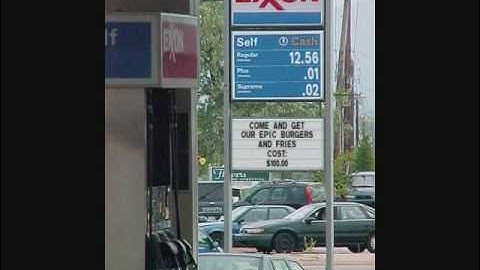 EXXON
Self Cash
Regular 12.56
Plus .01
Supreme .02
COME AND GET
OUR EPIC BURGERS
AND FRIES
COST:
$100.00
elf
EXXON